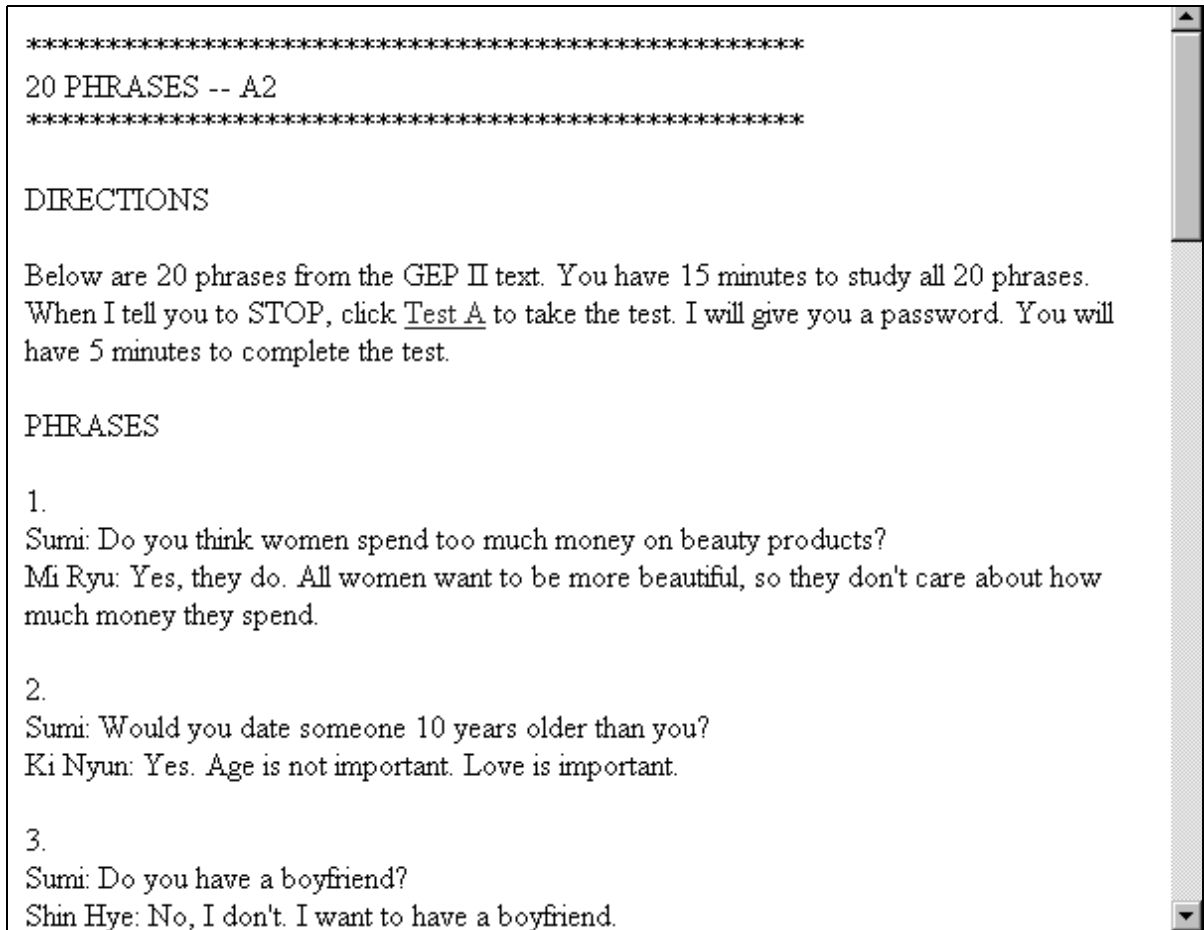 *************************************************
20 PHRASES -- A2
*************************************************
DIRECTIONS
Below are 20 phrases from the GEP II text. You have 15 minutes to study all 20 phrases.
When I tell you to STOP, click Test A to take the test. I will give you a password. You will
have 5 minutes to complete the test.
PHRASES
1.
Sumi: Do you think women spend too much money on beauty products?
Mi Ryu: Yes, they do. All women want to be more beautiful, so they don't care about how
much money they spend.
2.
Sumi: Would you date someone 10 years older than you?
Ki Nyun: Yes. Age is not important. Love is important.
3.
Sumi: Do you have a boyfriend?
Shin Hye: No, I don't. I want to have a boyfriend.